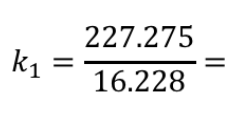 k₁ = 227.275 / 16.228 =